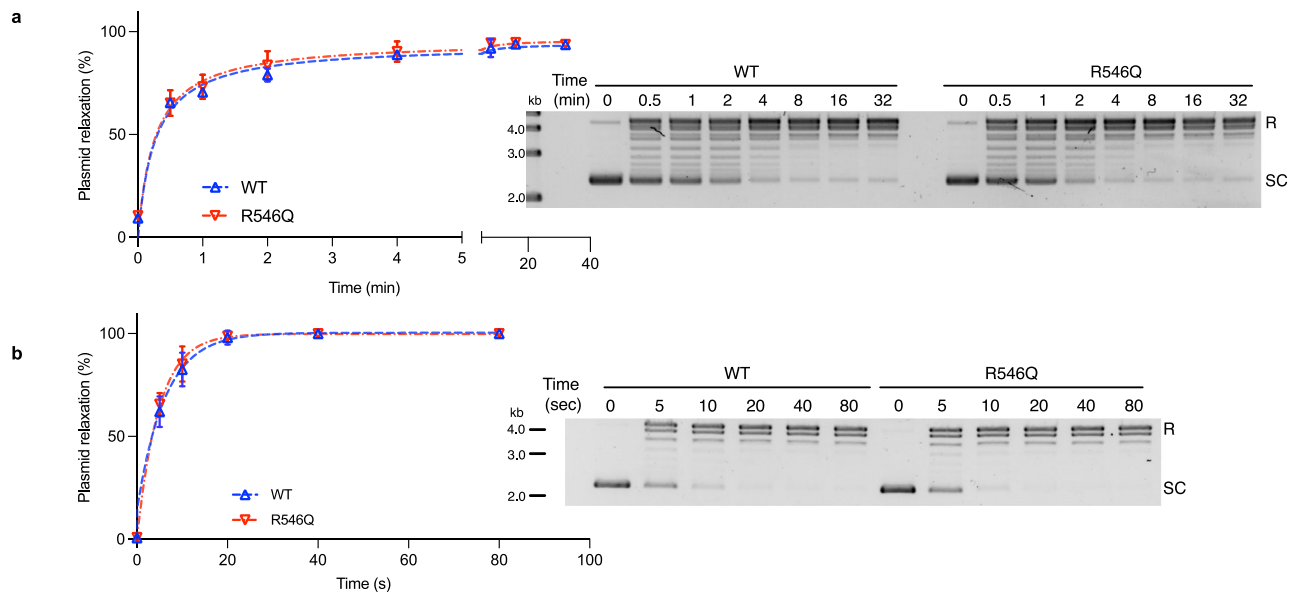 a
Plasmid relaxation (%)
100
50
0
0 1 2 3 4 5
20 40
Time (min)
WT
R546Q
Time
(min)
WT
R546Q
kb
0 0.5 1 2 4 8 16 32
0 0.5 1 2 4 8 16 32
4.0
3.0
2.0
R
SC
b
Plasmid relaxation (%)
100
50
0
0 20 40 60 80 100
Time (s)
WT
R546Q
Time
(sec)
WT
R546Q
kb
0 5 10 20 40 80
0 5 10 20 40 80
4.0
3.0
2.0
R
SC